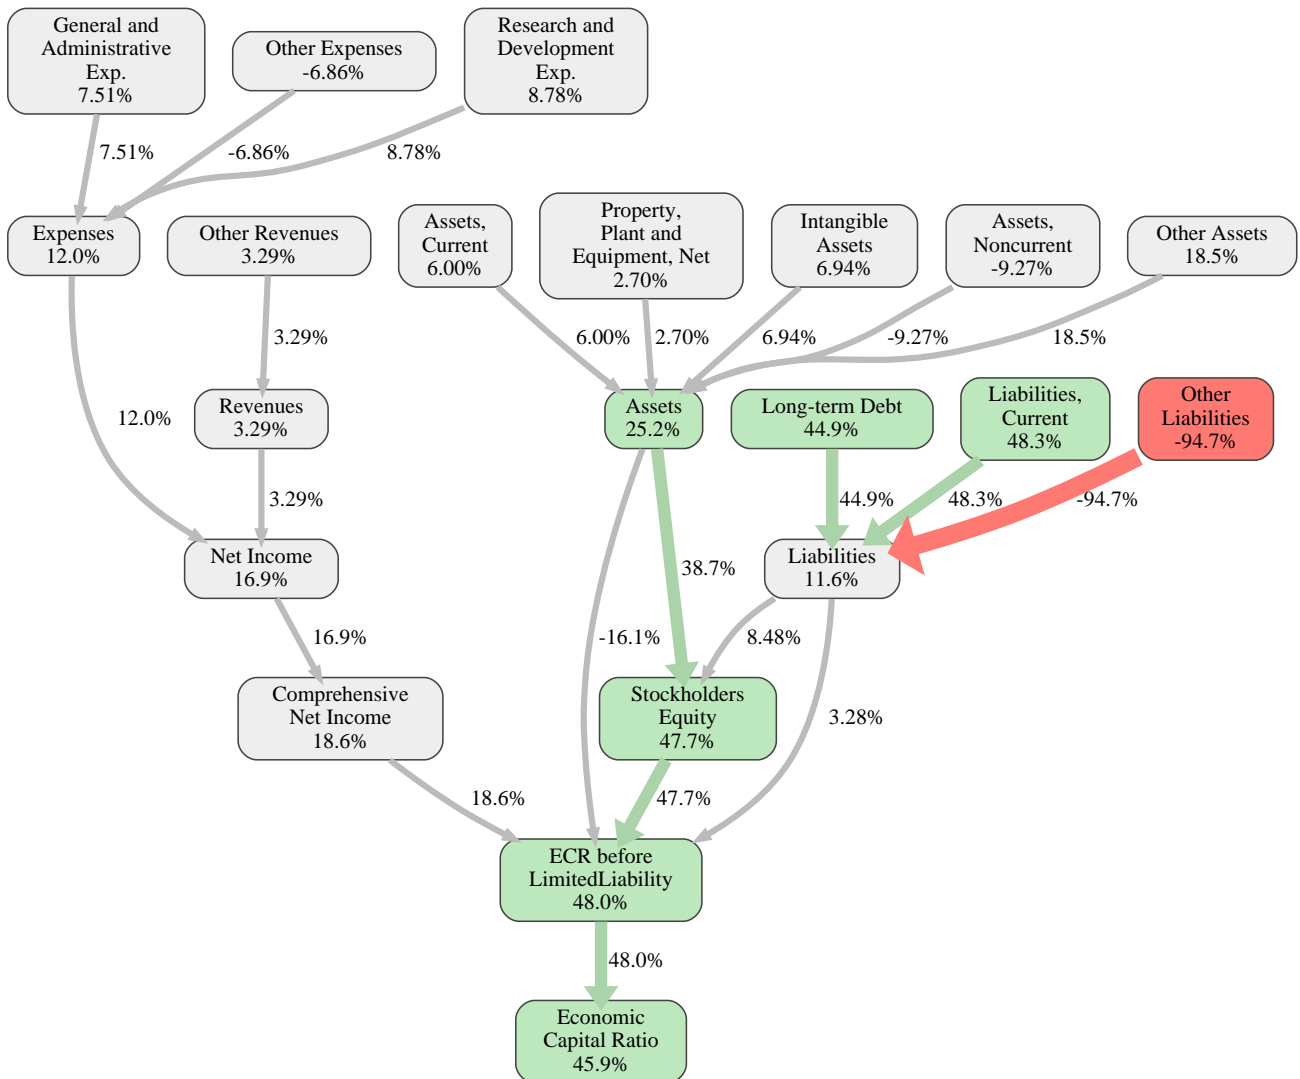 General and
Administrative
Exp.
7.51%
Other Expenses
-6.86%
Research and
Development
Exp.
8.78%
7.51%
-6.86%
8.78%
Expenses
12.0%
Other Revenues
3.29%
Assets,
Current
6.00%
Property,
Plant and
Equipment, Net
2.70%
Intangible
Assets
6.94%
Assets,
Noncurrent
-9.27%
Other Assets
18.5%
3.29%
6.00%
2.70%
6.94%
-9.27%
18.5%
12.0%
Revenues
3.29%
Assets
25.2%
Long-term Debt
44.9%
Liabilities,
Current
48.3%
Other
Liabilities
-94.7%
3.29%
44.9%
48.3%
-94.7%
Net Income
16.9%
38.7%
Liabilities
11.6%
16.9%
-16.1%
8.48%
Comprehensive
Net Income
18.6%
Stockholders
Equity
47.7%
3.28%
18.6%
47.7%
ECR before
LimitedLiability
48.0%
48.0%
Economic
Capital Ratio
45.9%